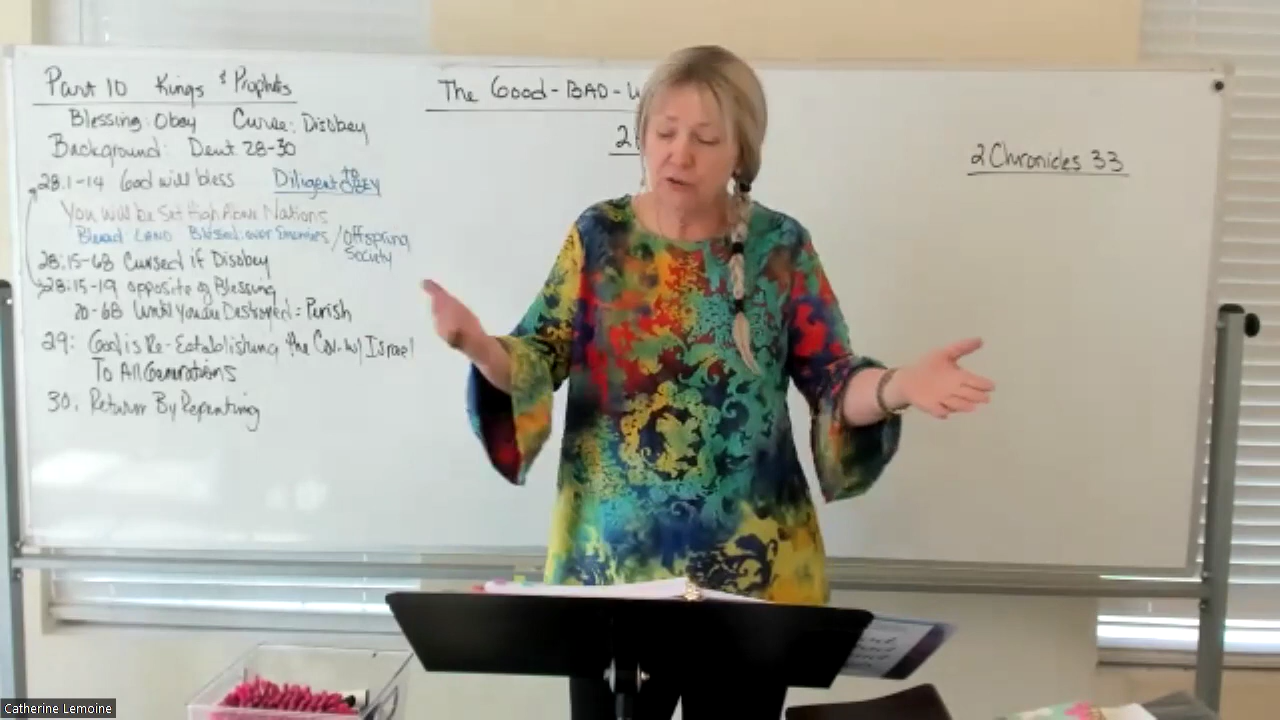 Part 10 Kings & Prophets
Blessing: Obey Curse: Disobey
Background: Deut 28-30
28.1-14 God will bless Diligent to OBEY
You will be Set High Above Nations
LAND Blessed over Enemies / Offspring
Society
28:15-68 Cursed if Disobey
28:15-19 opposite of Blessing
20-68 Until You are Destroyed = Perish
29: God is Re-Establishing the Cov. w/ Israel
To All Generations
30. Return By Repenting
The Good-BAD-
2
2 Chronicles 33
Catherine Lemoine